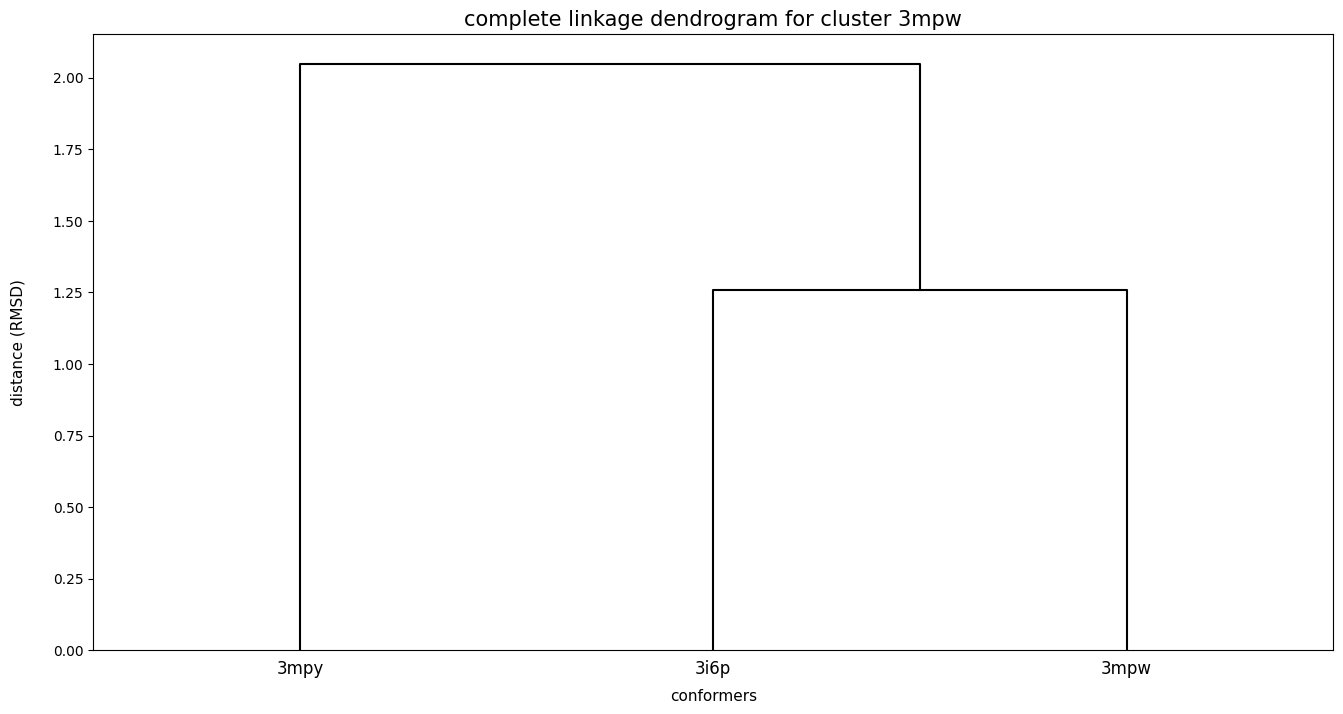 complete linkage dendrogram for cluster 3mpw
distance (RMSD)
2.00
1.75
1.50
1.25
1.00
0.75
0.50
0.25
0.00
3mpy 3i6p 3mpw
conformers